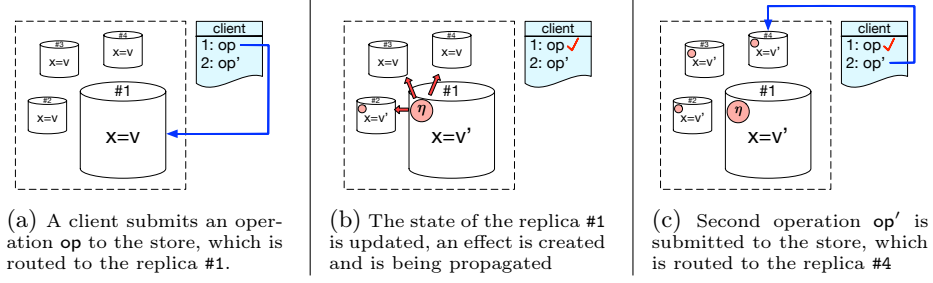 client
1: op
2: op’
#3
x=v
#4
x=v
#2
x=v
#1
x=v
(a) A client submits an oper-
ation op to the store, which is
routed to the replica #1.
client
1: op ✓
2: op’
#3
x=v
#4
x=v
#2
x=v’
η
#1
x=v’
(b) The state of the replica #1
is updated, an effect is created
and is being propagated
client
1: op ✓
2: op’
#3
x=v’
#4
x=v’
#2
x=v’
η
#1
x=v’
(c) Second operation op′ is
submitted to the store, which
is routed to the replica #4